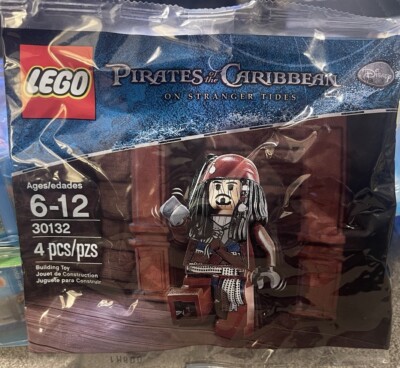 LEGO
PIRATES of the CARIBBEAN
Disney
ON STRANGER TIDES
Ages/edades
6-12
30132
4 pcs/pzs
Building Toy
Jouet de Construction
Juguete para Construir